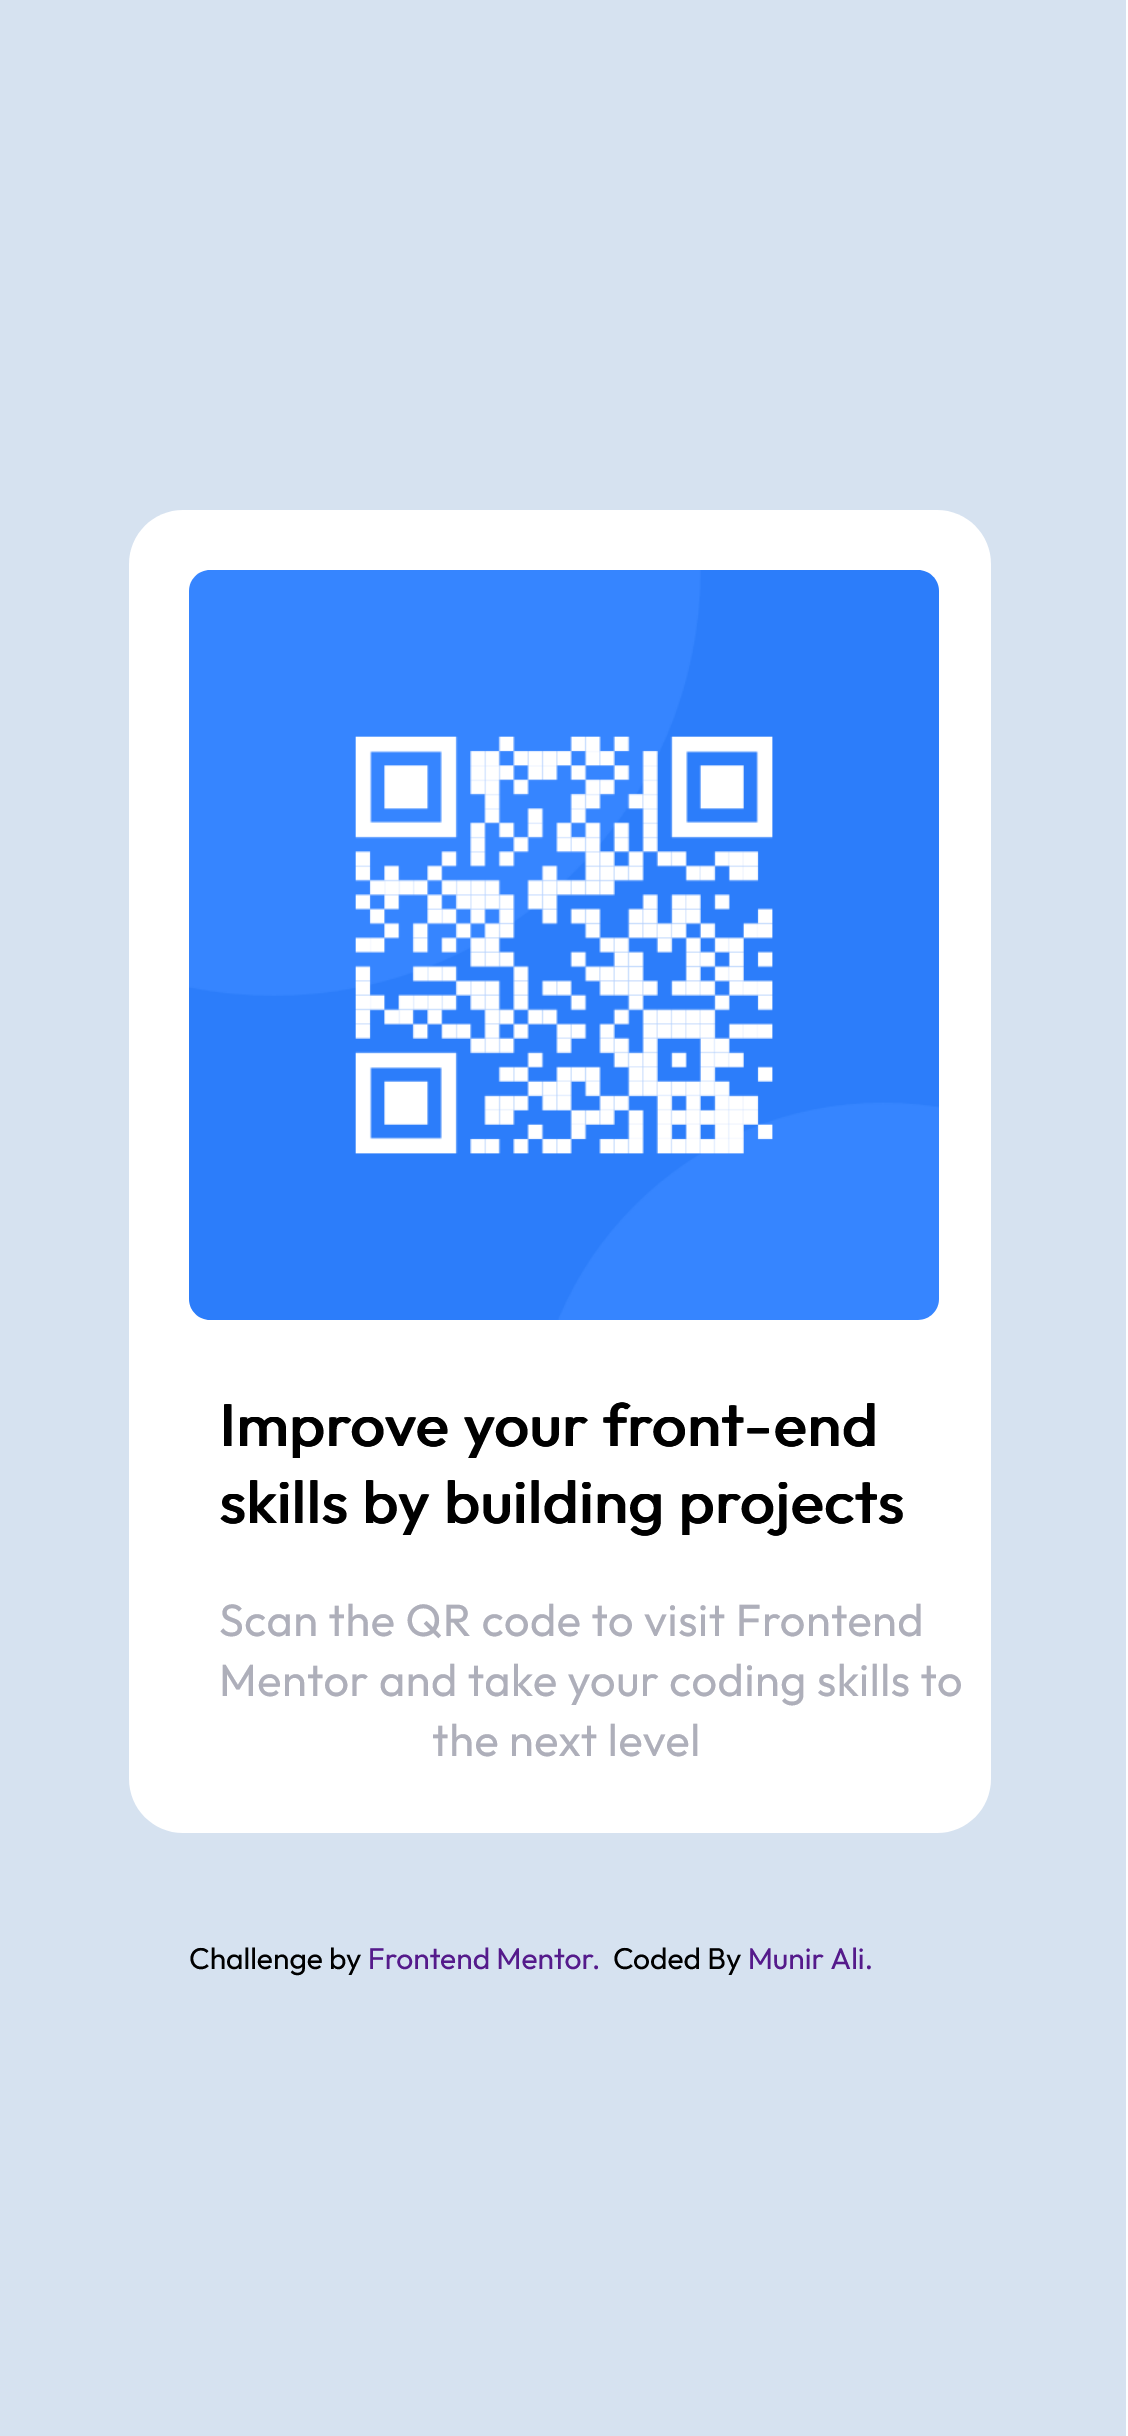 Improve your front-end
skills by building projects
Scan the QR code to visit Frontend
Mentor and take your coding skills to
the next level
Challenge by Frontend Mentor. Coded By Munir Ali.